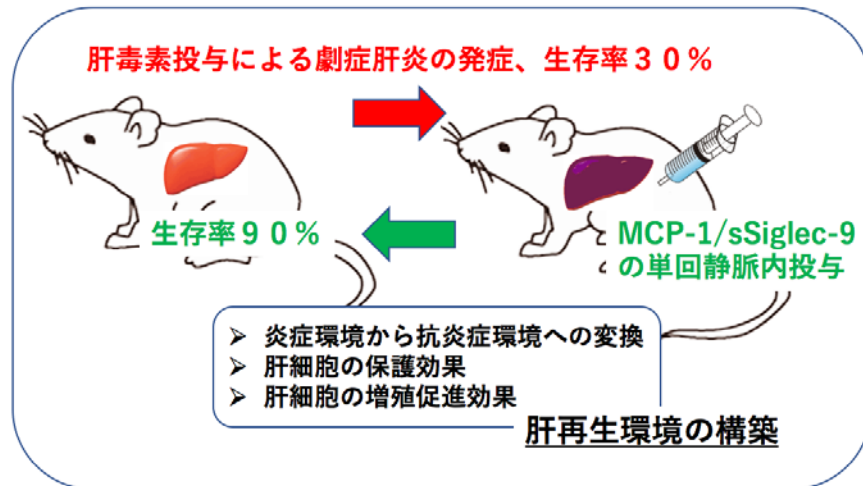 肝毒素投与による劇症肝炎の発症、生存率３０％
生存率９０％
MCP-1/sSiglec-9
の単回静脈内投与
➢ 炎症環境から抗炎症環境への変換
➢ 肝細胞の保護効果
➢ 肝細胞の増殖促進効果
肝再生環境の構築